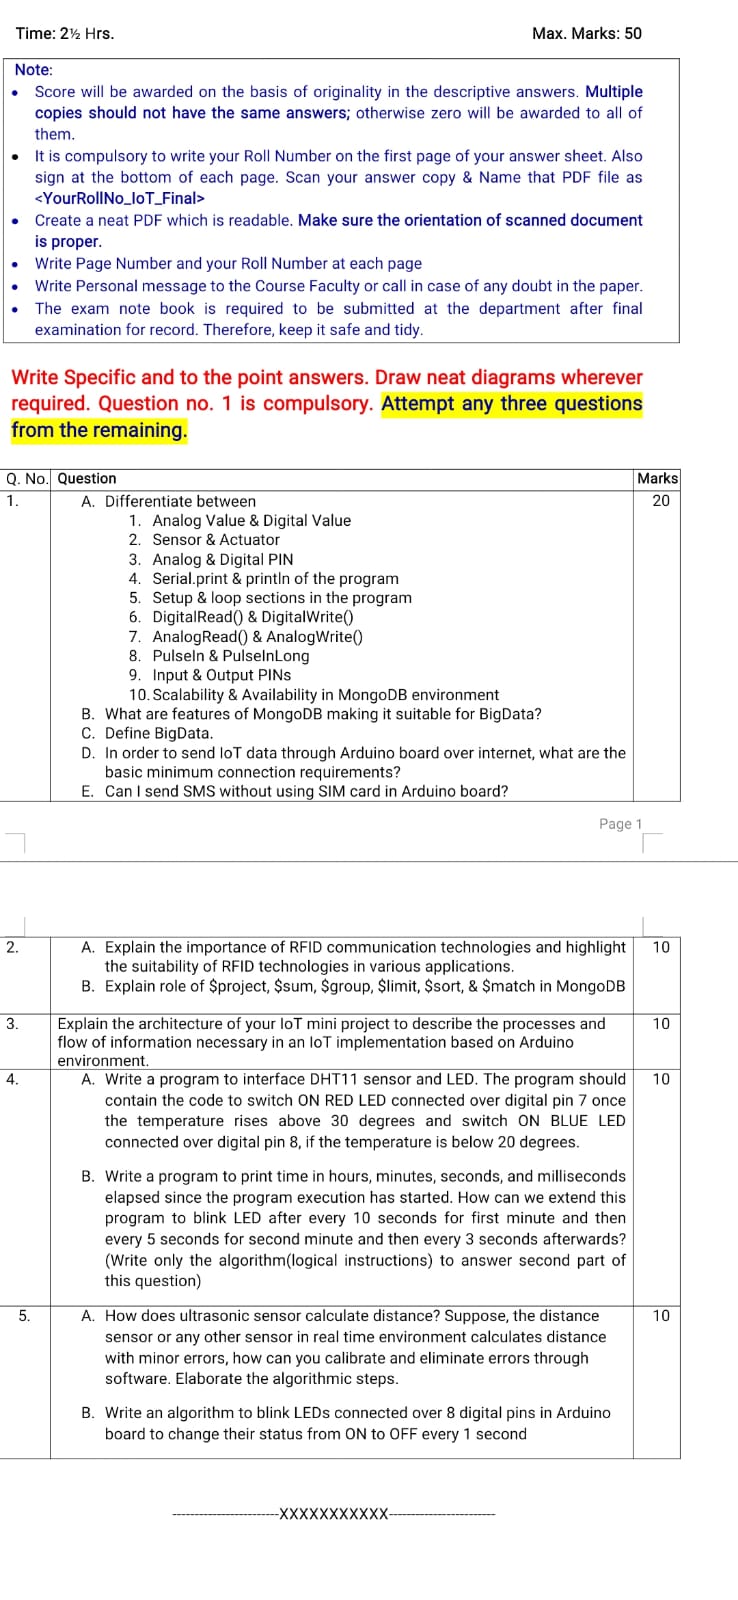 Time: 2½ Hrs. Max. Marks: 50
Note:
• Score will be awarded on the basis of originality in the descriptive answers. Multiple
copies should not have the same answers; otherwise zero will be awarded to all of
them.
• It is compulsory to write your Roll Number on the first page of your answer sheet. Also
sign at the bottom of each page. Scan your answer copy & Name that PDF file as
<YourRollNo_IoT_Final>
• Create a neat PDF which is readable. Make sure the orientation of scanned document
is proper.
• Write Page Number and your Roll Number at each page
• Write Personal message to the Course Faculty or call in case of any doubt in the paper.
• The exam note book is required to be submitted at the department after final
examination for record. Therefore, keep it safe and tidy.
Write Specific and to the point answers. Draw neat diagrams wherever
required. Question no. 1 is compulsory. Attempt any three questions
from the remaining.
Q. No. Question Marks
1. A. Differentiate between 20
1. Analog Value & Digital Value
2. Sensor & Actuator
3. Analog & Digital PIN
4. Serial.print & println of the program
5. Setup & loop sections in the program
6. DigitalRead() & DigitalWrite()
7. AnalogRead() & AnalogWrite()
8. PulseIn & PulseInLong
9. Input & Output PINs
10. Scalability & Availability in MongoDB environment
B. What are features of MongoDB making it suitable for BigData?
C. Define BigData.
D. In order to send IoT data through Arduino board over internet, what are the
basic minimum connection requirements?
E. Can I send SMS without using SIM card in Arduino board?
Page 1
2. A. Explain the importance of RFID communication technologies and highlight 10
the suitability of RFID technologies in various applications.
B. Explain role of $project, $sum, $group, $limit, $sort, & $match in MongoDB
3. Explain the architecture of your IoT mini project to describe the processes and 10
flow of information necessary in an IoT implementation based on Arduino
environment.
4. A. Write a program to interface DHT11 sensor and LED. The program should 10
contain the code to switch ON RED LED connected over digital pin 7 once
the temperature rises above 30 degrees and switch ON BLUE LED
connected over digital pin 8, if the temperature is below 20 degrees.
B. Write a program to print time in hours, minutes, seconds, and milliseconds
elapsed since the program execution has started. How can we extend this
program to blink LED after every 10 seconds for first minute and then
every 5 seconds for second minute and then every 3 seconds afterwards?
(Write only the algorithm(logical instructions) to answer second part of
this question)
5. A. How does ultrasonic sensor calculate distance? Suppose, the distance 10
sensor or any other sensor in real time environment calculates distance
with minor errors, how can you calibrate and eliminate errors through
software. Elaborate the algorithmic steps.
B. Write an algorithm to blink LEDs connected over 8 digital pins in Arduino
board to change their status from ON to OFF every 1 second
------------------------XXXXXXXXXXX------------------------